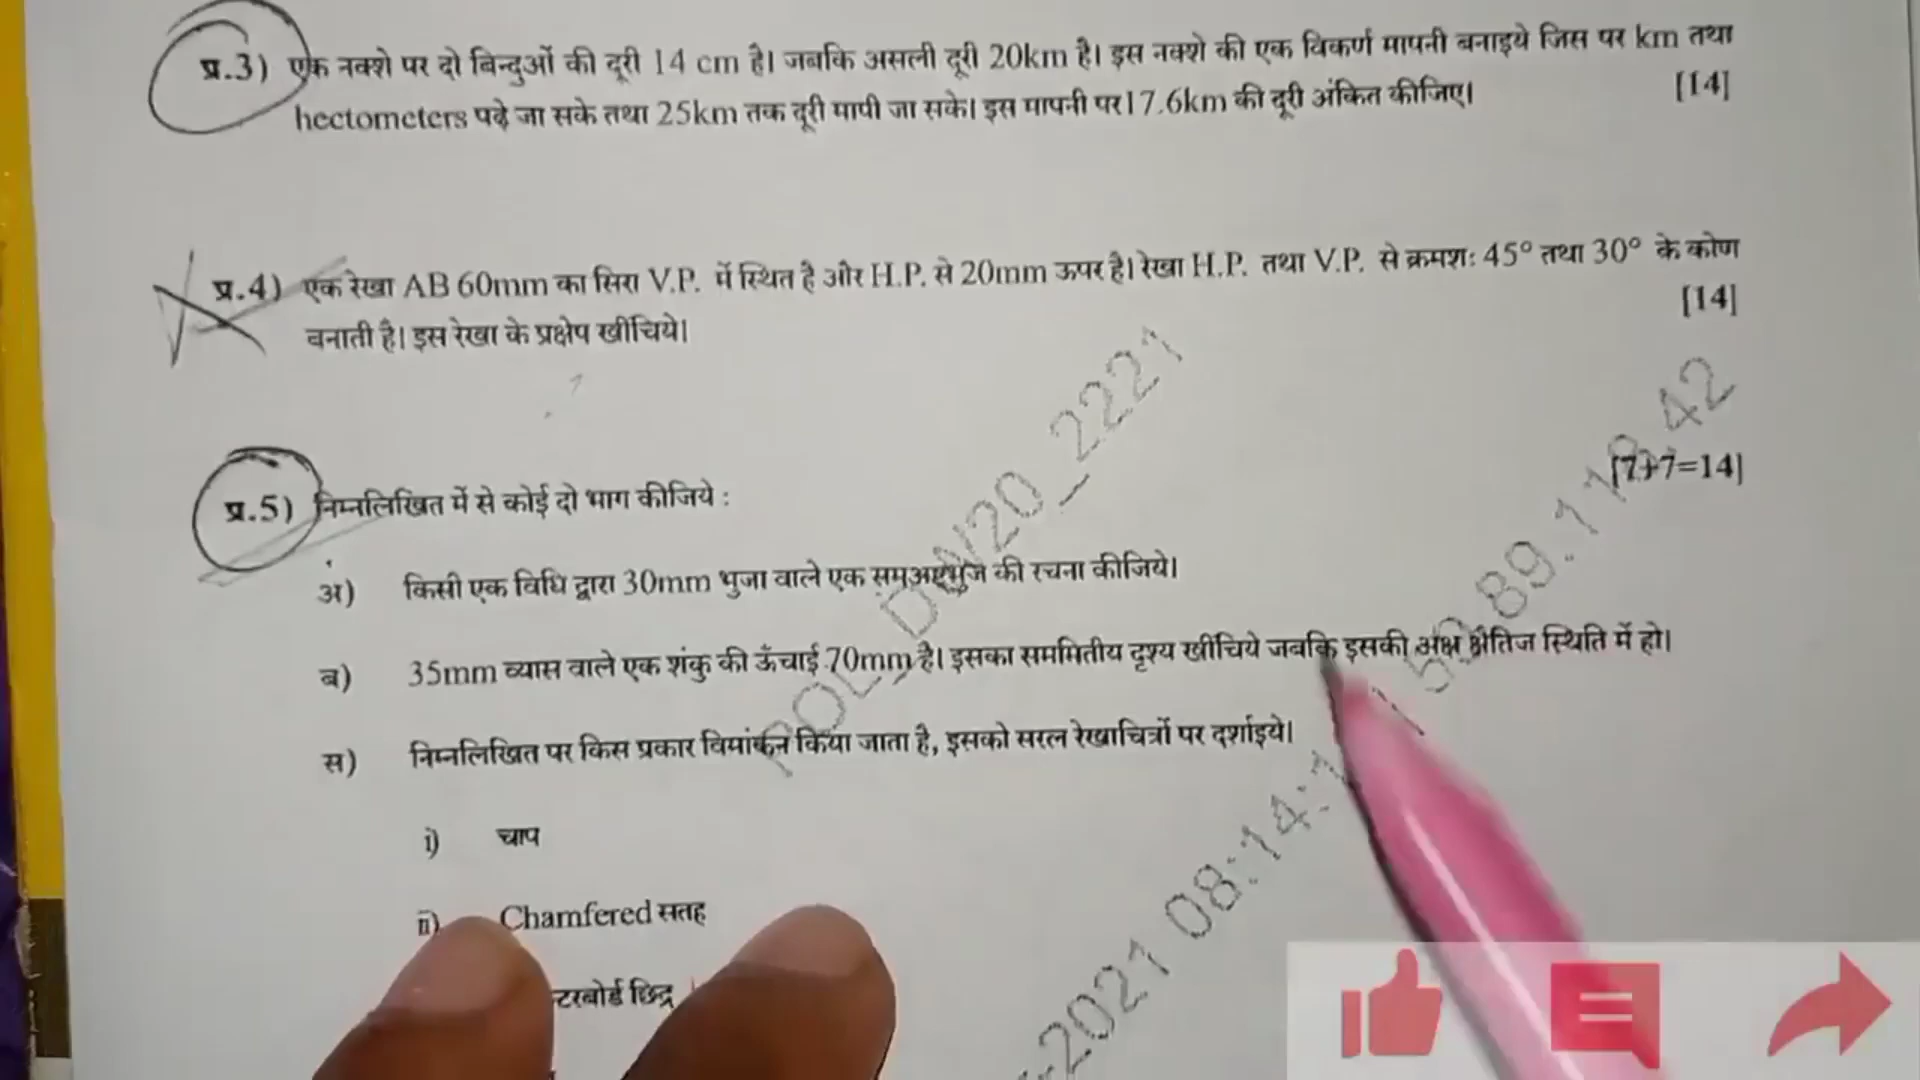 प्र.3) एक नक्शे पर दो बिन्दुओं की दूरी 14 cm है। जबकि असली दूरी 20km है। इस नक्शे की एक विकर्ण मापनी बनाइये जिस पर km तथा
hectometers पढ़े जा सके तथा 25km तक दूरी मापी जा सके। इस मापनी पर17.6km की दूरी अंकित कीजिए। [14]
प्र.4) एक रेखा AB 60mm का सिरा V.P. में स्थित है और H.P. से 20mm ऊपर है। रेखा H.P. तथा V.P. से क्रमशः 45° तथा 30° के कोण
बनाती है। इस रेखा के प्रक्षेप खींचिये। [14]
प्र.5) निम्नलिखित में से कोई दो भाग कीजिये : [7+7=14]
अ) किसी एक विधि द्वारा 30mm भुजा वाले एक समअष्टभुज की रचना कीजिये।
ब) 35mm व्यास वाले एक शंकु की ऊँचाई 70mm है। इसका सममितीय दृश्य खींचिये जबकि इसकी अक्ष क्षैतिज स्थिति में हो।
स) निम्नलिखित पर किस प्रकार विमांकन किया जाता है, इसको सरल रेखाचित्रों पर दर्शाइये।
i) चाप
ii) Chamfered सतह
छिद्र
2021 08:14: